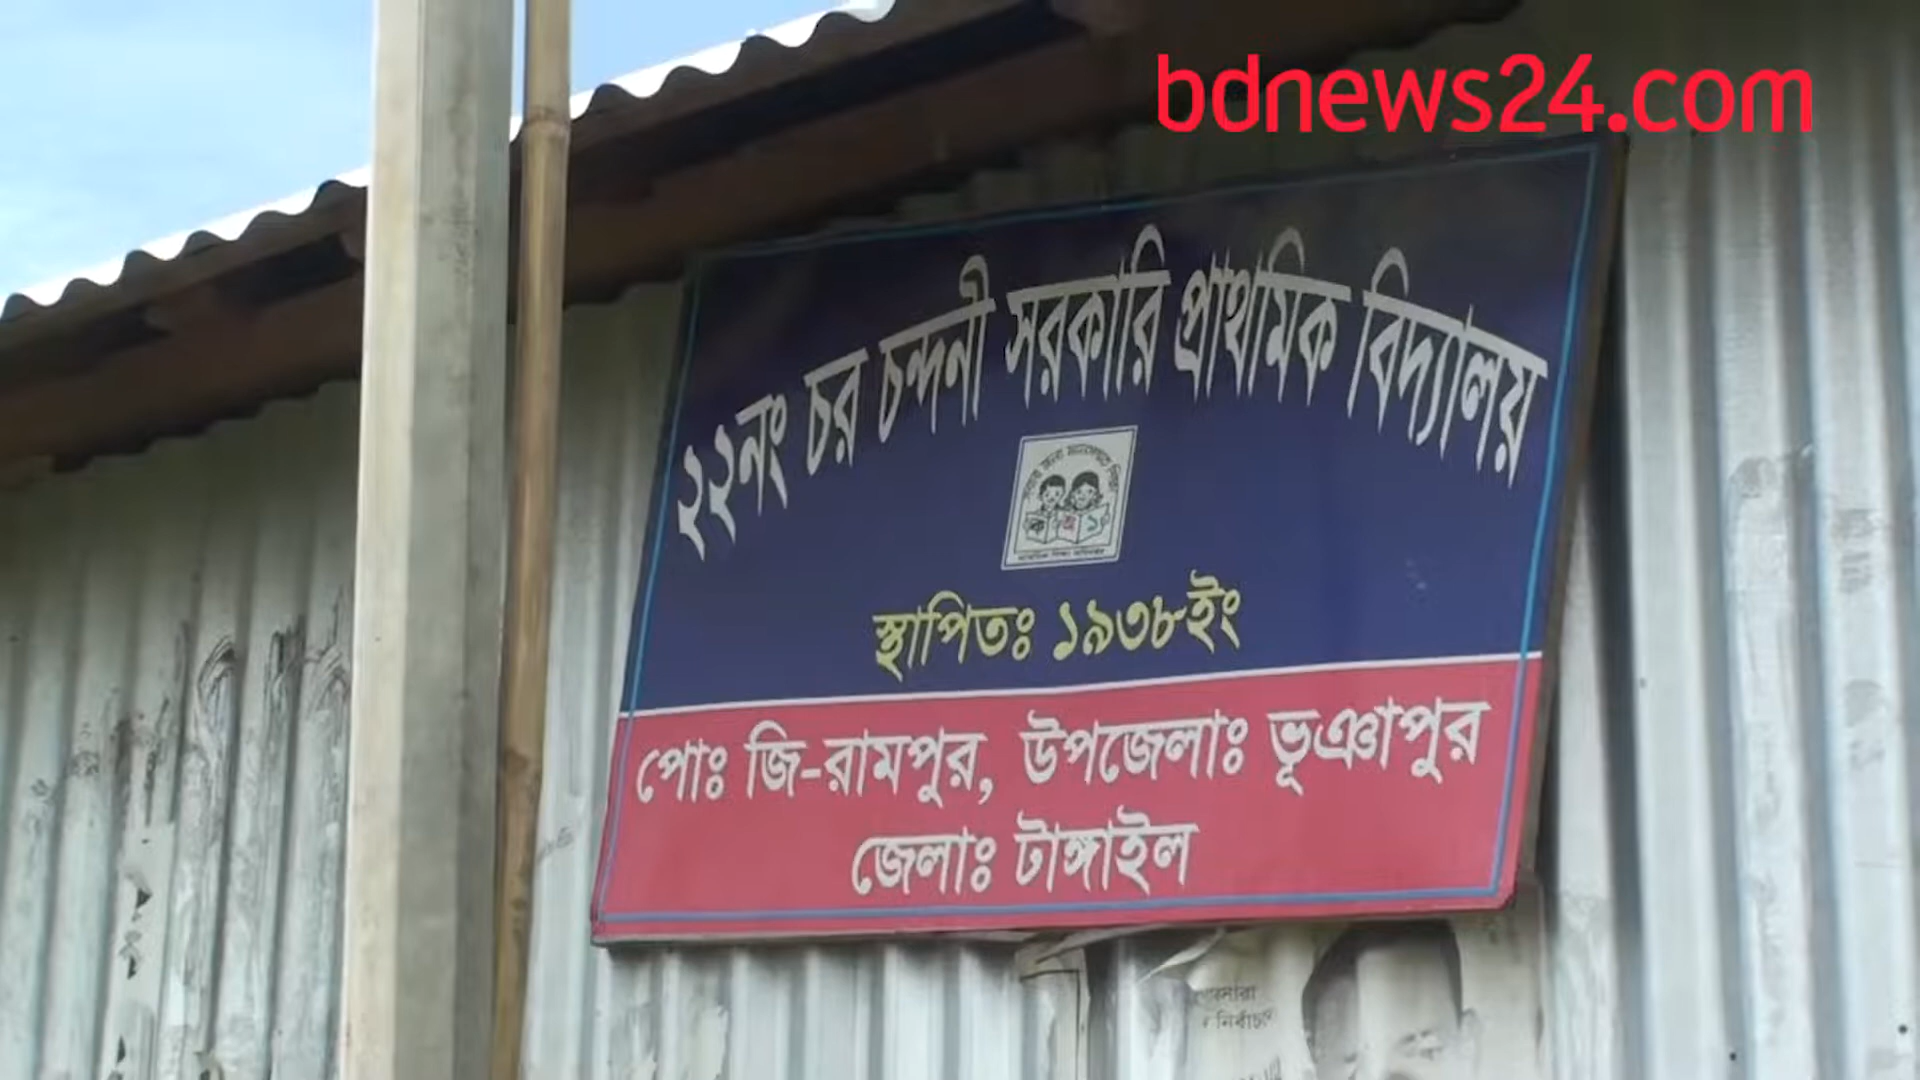 bdnews24.com
২২নং চর চন্দনী সরকারি প্রাথমিক বিদ্যালয়
স্থাপিতঃ ১৯৩৮ইং
পোঃ জি-রামপুর, উপজেলাঃ ভূঞাপুর
জেলাঃ টাঙ্গাইল